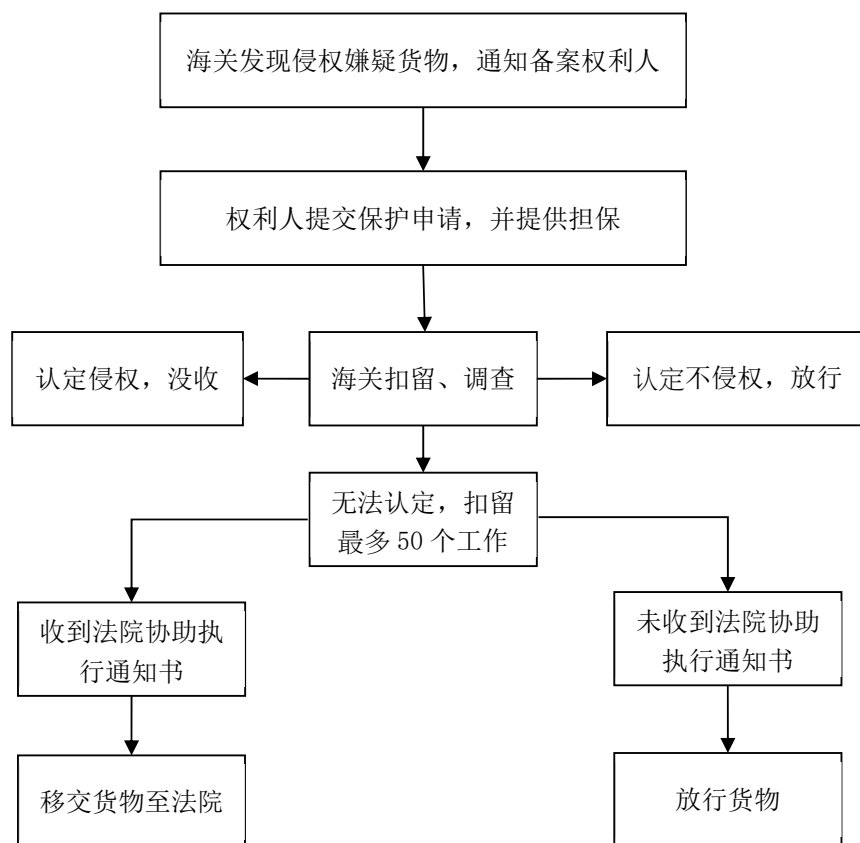 海关发现侵权嫌疑货物，通知备案权利人
权利人提交保护申请，并提供担保
认定侵权，没收
海关扣留、调查
认定不侵权，放行
无法认定，扣留
最多 50 个工作
收到法院协助执
行通知书
未收到法院协助
执行通知书
移交货物至法院
放行货物